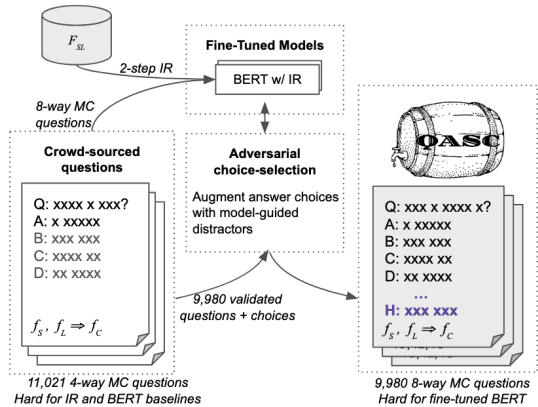 F_SL
2-step IR
8-way MC
questions
Fine-Tuned Models
BERT w/ IR
Crowd-sourced
questions
Q: xxxx x xxx?
A: x xxxxx
B: xxx xxx
C: xxxx xx
D: xx xxxx
f_S , f_L ⇒ f_C
11,021 4-way MC questions
Hard for IR and BERT baselines
Adversarial
choice-selection
Augment answer choices
with model-guided
distractors
9,980 validated
questions + choices
QASC
Q: xxx x xxxx x?
A: x xxxxx
B: xxx xxx
C: xxxx xx
D: xx xxxx
...
H: xxx xxx
f_S , f_L ⇒ f_C
9,980 8-way MC questions
Hard for fine-tuned BERT